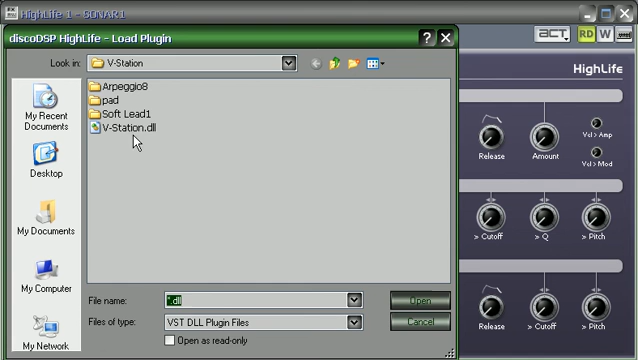 HighLife 1 - SONAR1
discoDSP HighLife - Load Plugin
ACT
RD W
Look in:
V-Station
HighLife
My Recent Documents
Desktop
My Documents
My Computer
My Network
Arpeggio8
pad
Soft Lead1
V-Station.dll
File name:
*.dll
Open
Files of type:
VST DLL Plugin Files
Cancel
Open as read-only
Release
Amount
Vel > Amp
Vel > Mod
> Cutoff
> Q
> Pitch
Release
> Cutoff
> Pitch